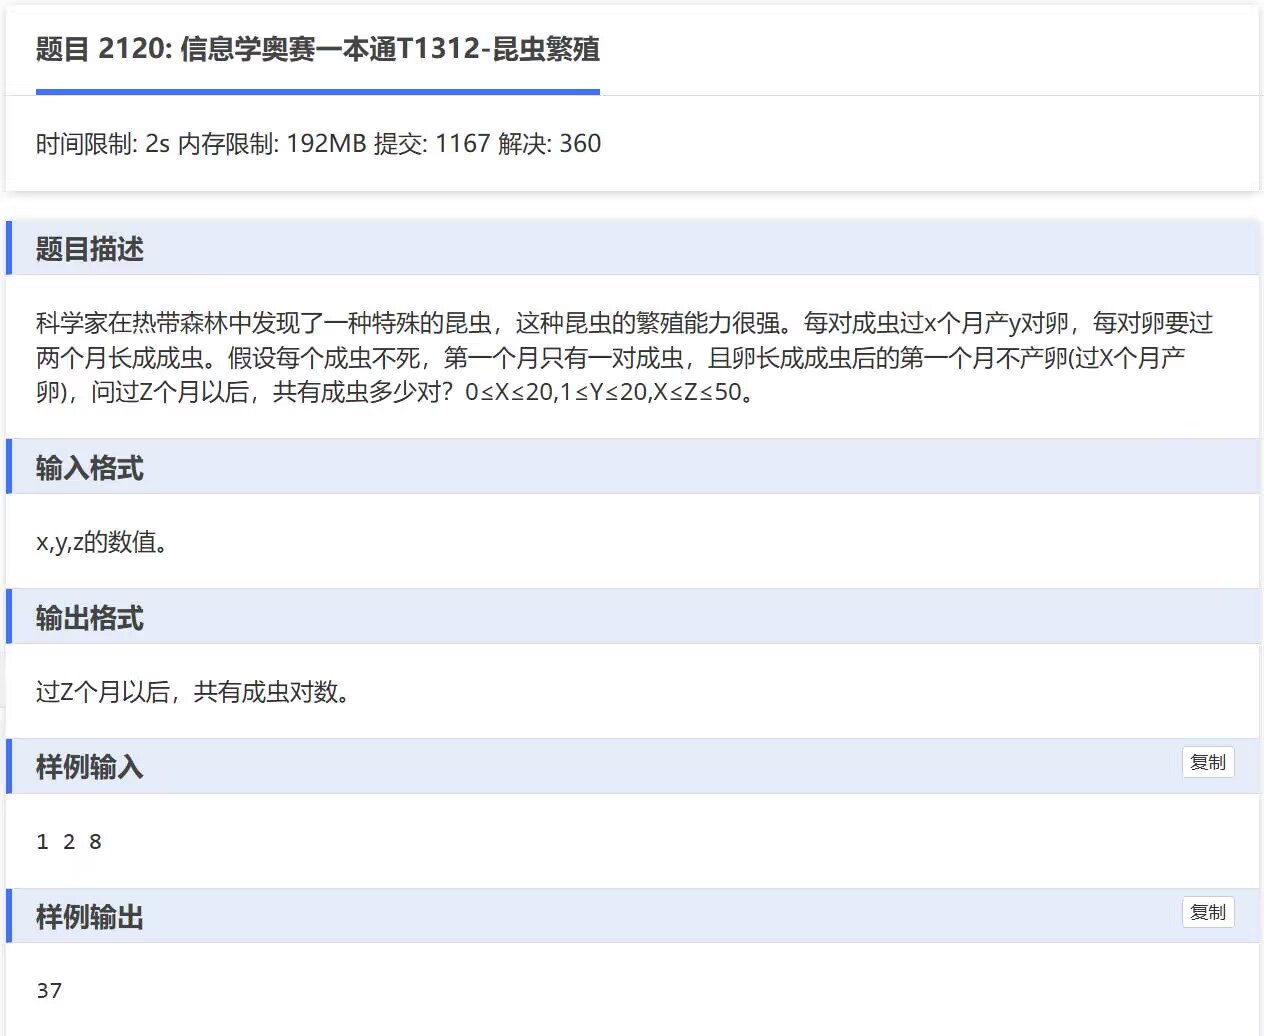 题目 2120: 信息学奥赛一本通T1312-昆虫繁殖
时间限制: 2s 内存限制: 192MB 提交: 1167 解决: 360
题目描述
科学家在热带森林中发现了一种特殊的昆虫，这种昆虫的繁殖能力很强。每对成虫过x个月产y对卵，每对卵要过
两个月长成成虫。假设每个成虫不死，第一个月只有一对成虫，且卵长成成虫后的第一个月不产卵(过X个月产
卵)，问过Z个月以后，共有成虫多少对？0≤X≤20,1≤Y≤20,X≤Z≤50。
输入格式
x,y,z的数值。
输出格式
过Z个月以后，共有成虫对数。
样例输入
复制
1 2 8
样例输出
复制
37